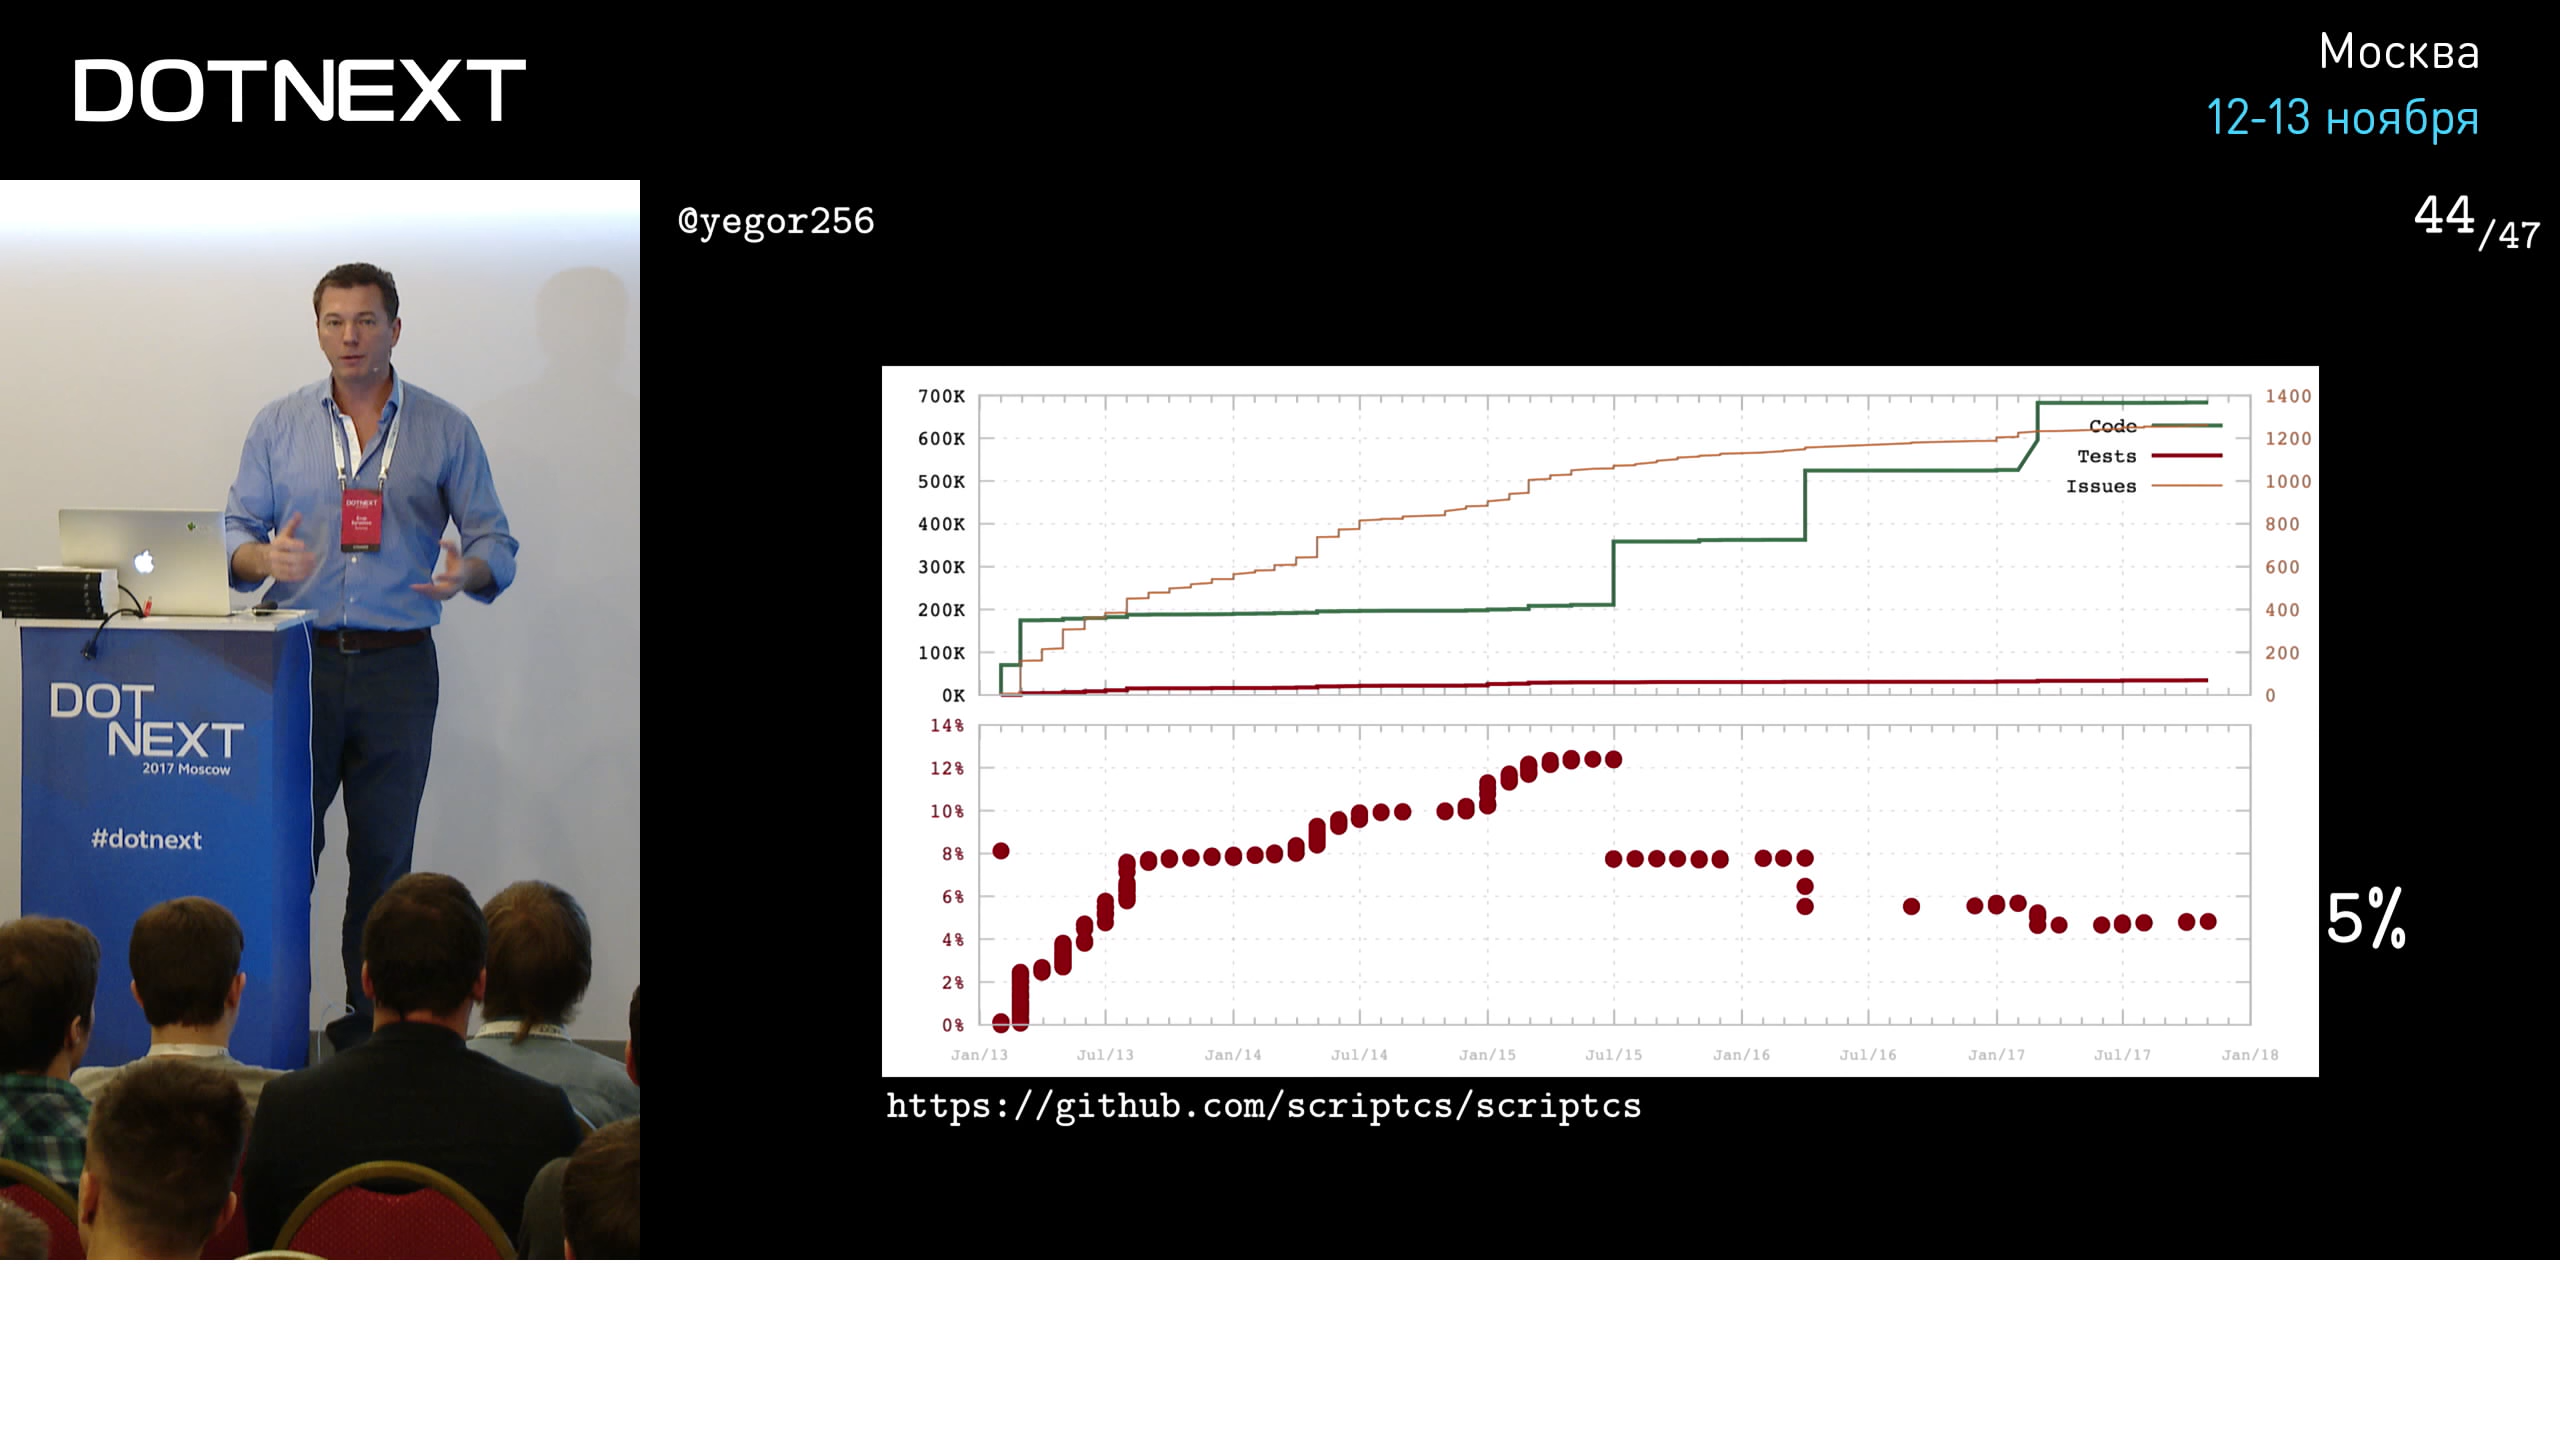 DOTNEXT
Москва
12-13 ноября
@yegor256
44/47
700K
600K
500K
400K
300K
200K
100K
0K
1400
1200
1000
800
600
400
200
0
Code
Tests
Issues
14%
12%
10%
8%
6%
4%
2%
0%
Jan/13 Jul/13 Jan/14 Jul/14 Jan/15 Jul/15 Jan/16 Jul/16 Jan/17 Jul/17 Jan/18
5%
https://github.com/scriptcs/scriptcs
DOTNEXT
DOT
NEXT
2017 Moscow
#dotnext